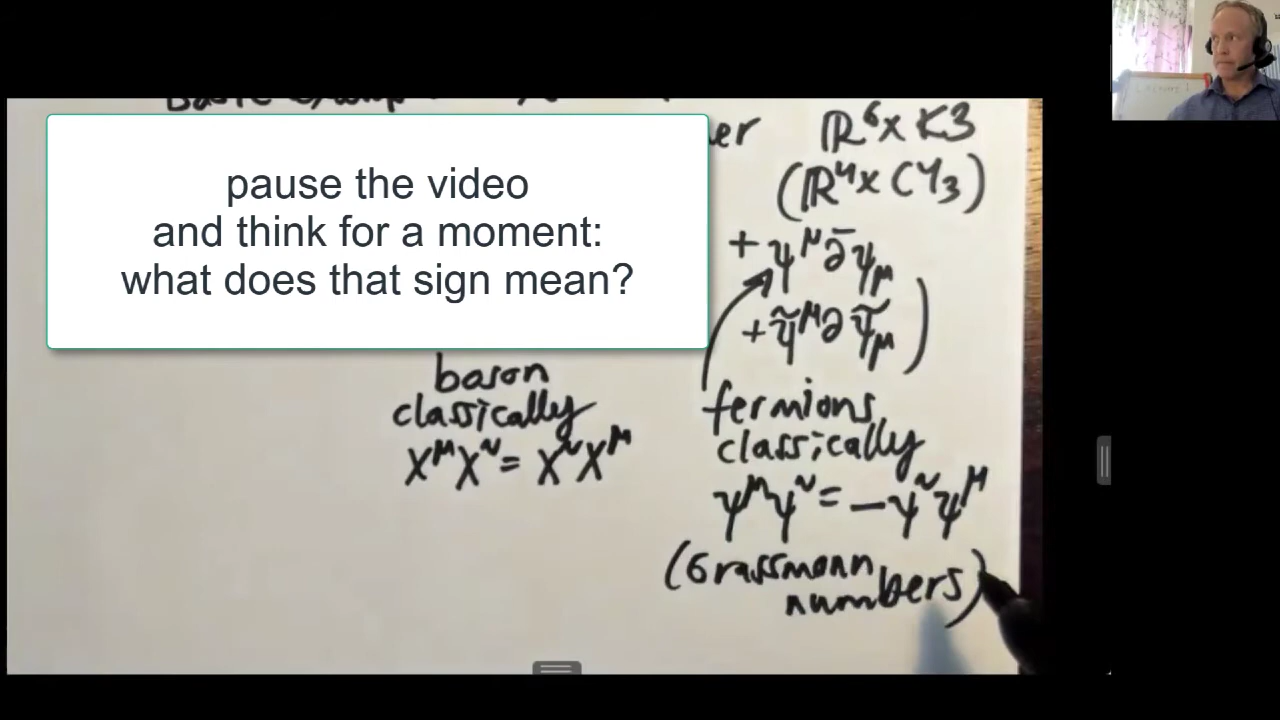 pause the video
and think for a moment:
what does that sign mean?
ℝ⁶ × K3
(ℝ⁴ × CY₃)
+ ψ^μ ∂̄ ψ_μ
+ ψ̃^μ ∂ ψ̃_μ )
boson
classically
X^μ X^ν = X^ν X^μ
fermions
classically
ψ^μ ψ^ν = − ψ^ν ψ^μ
(Grassmann
numbers)